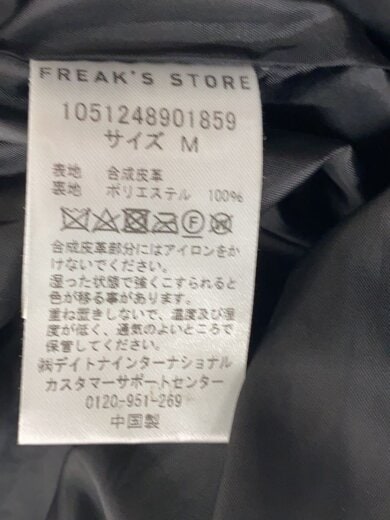 FREAK'S STORE
1051248901859
サイズ M
表地 合成皮革
裏地 ポリエステル 100%
合成皮革部分にはアイロンをか
けないでください。
湿った状態で強くこすられると
色が移る事があります。
重ね置きしないで、温度及び湿
度が低く、通気のよいところで
保管してください。
㈱デイトナインターナショナル
カスタマーサポートセンター
0120-951-269
中国製